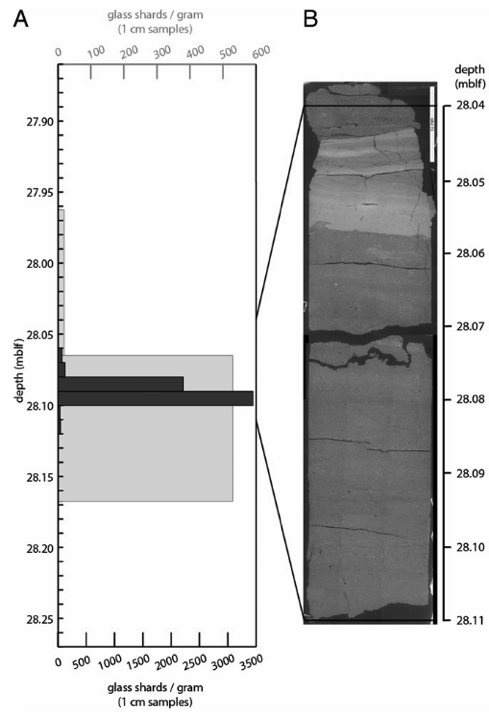 A
B
glass shards / gram
(1 cm samples)
0 100 200 300 400 500 600
depth (mblf)
27.90
27.95
28.00
28.05
28.10
28.15
28.20
28.25
0 500 1000 1500 2000 2500 3000 3500
glass shards / gram
(1 cm samples)
depth
(mblf)
28.04
28.05
28.06
28.07
28.08
28.09
28.10
28.11